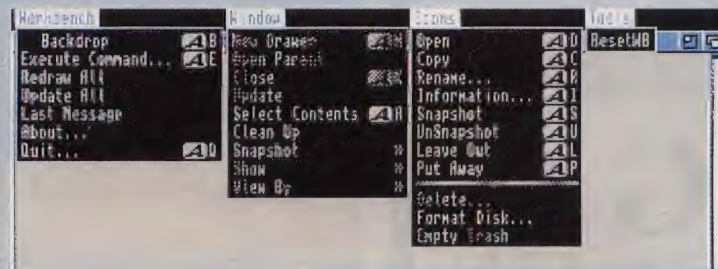 Workbench
Backdrop B
Execute Command... E
Redraw All
Update All
Last Message
About...
Quit... Q
Window
New Drawer N
Open Parent
Close K
Update
Select Contents A
Clean Up
Snapshot »
Show »
View By »
Icons
Open O
Copy C
Rename... R
Information... I
Snapshot S
UnSnapshot U
Leave Out L
Put Away P
Delete...
Format Disk...
Empty Trash
Tools
ResetWB